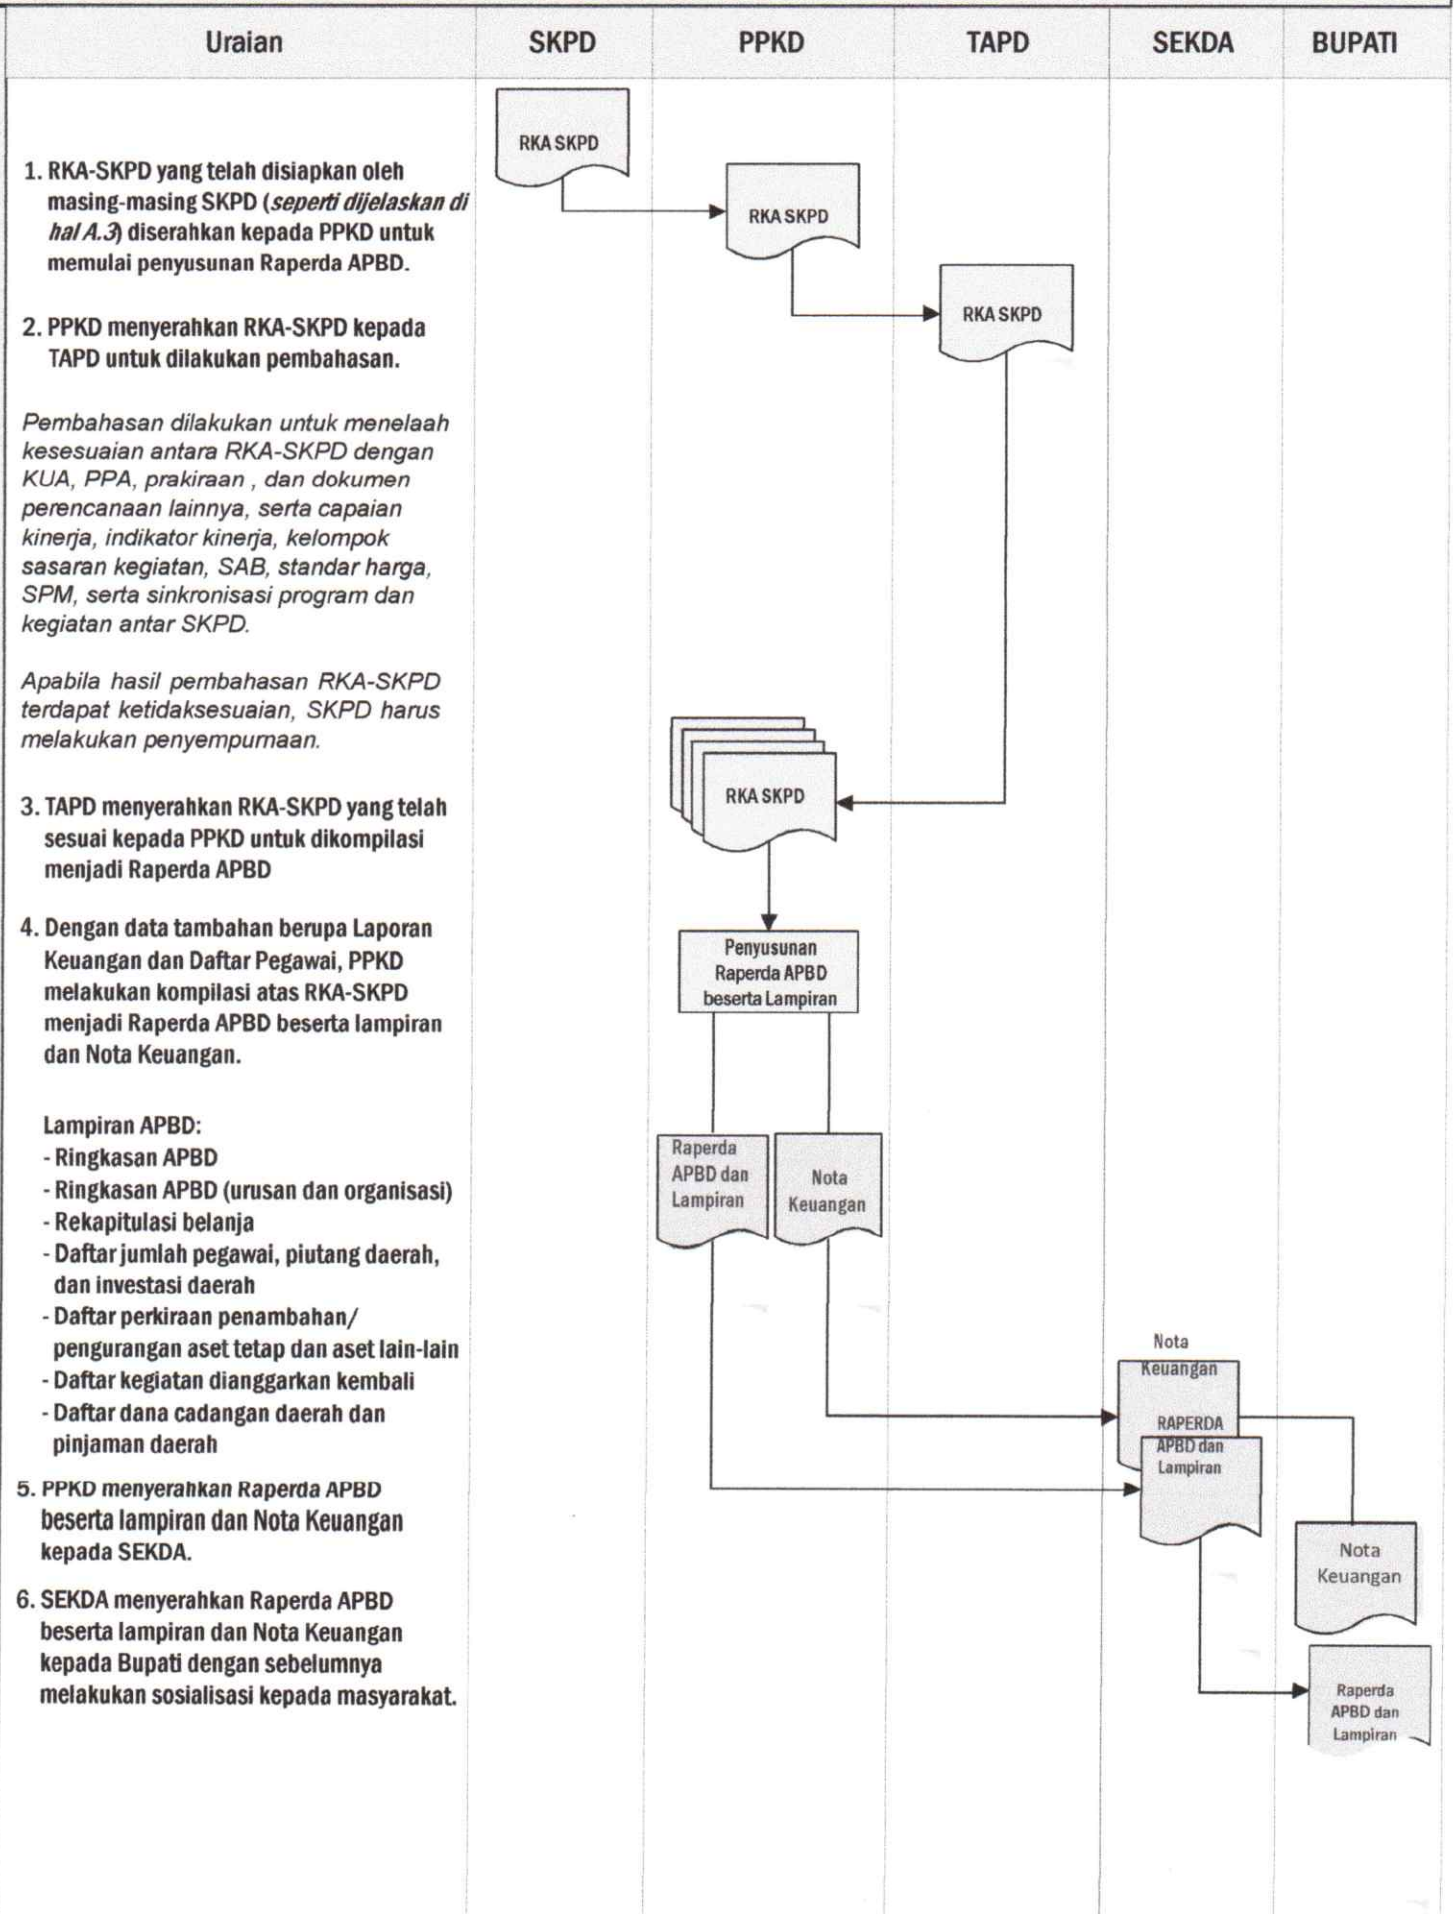 Uraian SKPD PPKD TAPD SEKDA BUPATI
1. RKA-SKPD yang telah disiapkan oleh
masing-masing SKPD (seperti dijelaskan di
hal A.3) diserahkan kepada PPKD untuk
memulai penyusunan Raperda APBD.
2. PPKD menyerahkan RKA-SKPD kepada
TAPD untuk dilakukan pembahasan.
Pembahasan dilakukan untuk menelaah
kesesuaian antara RKA-SKPD dengan
KUA, PPA, prakiraan , dan dokumen
perencanaan lainnya, serta capaian
kinerja, indikator kinerja, kelompok
sasaran kegiatan, SAB, standar harga,
SPM, serta sinkronisasi program dan
kegiatan antar SKPD.
Apabila hasil pembahasan RKA-SKPD
terdapat ketidaksesuaian, SKPD harus
melakukan penyempurnaan.
3. TAPD menyerahkan RKA-SKPD yang telah
sesuai kepada PPKD untuk dikompilasi
menjadi Raperda APBD
4. Dengan data tambahan berupa Laporan
Keuangan dan Daftar Pegawai, PPKD
melakukan kompilasi atas RKA-SKPD
menjadi Raperda APBD beserta lampiran
dan Nota Keuangan.
Lampiran APBD:
- Ringkasan APBD
- Ringkasan APBD (urusan dan organisasi)
- Rekapitulasi belanja
- Daftar jumlah pegawai, piutang daerah,
dan investasi daerah
- Daftar perkiraan penambahan/
pengurangan aset tetap dan aset lain-lain
- Daftar kegiatan dianggarkan kembali
- Daftar dana cadangan daerah dan
pinjaman daerah
5. PPKD menyerahkan Raperda APBD
beserta lampiran dan Nota Keuangan
kepada SEKDA.
6. SEKDA menyerahkan Raperda APBD
beserta lampiran dan Nota Keuangan
kepada Bupati dengan sebelumnya
melakukan sosialisasi kepada masyarakat.
RKA SKPD
RKA SKPD
RKA SKPD
RKA SKPD
Penyusunan
Raperda APBD
beserta Lampiran
Raperda
APBD dan
Lampiran
Nota
Keuangan
Nota
Keuangan
RAPERDA
APBD dan
Lampiran
Nota
Keuangan
Raperda
APBD dan
Lampiran